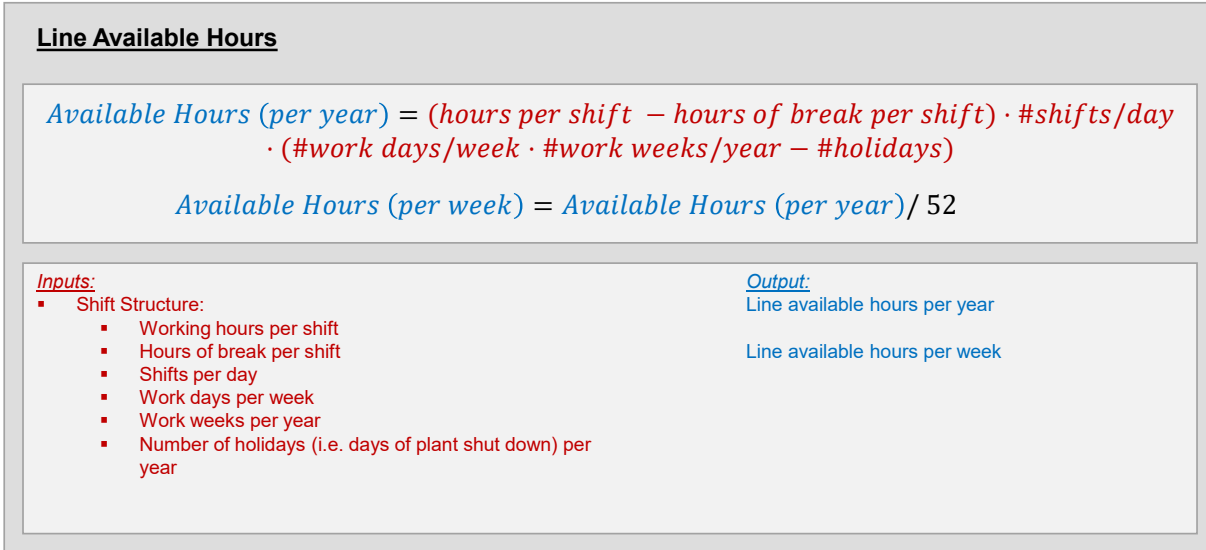 Line Available Hours
Available Hours (per year) = (hours per shift − hours of break per shift) · #shifts/day
· (#work days/week · #work weeks/year − #holidays)
Available Hours (per week) = Available Hours (per year)/ 52
Inputs:
▪ Shift Structure:
▪ Working hours per shift
▪ Hours of break per shift
▪ Shifts per day
▪ Work days per week
▪ Work weeks per year
▪ Number of holidays (i.e. days of plant shut down) per
year
Output:
Line available hours per year
Line available hours per week